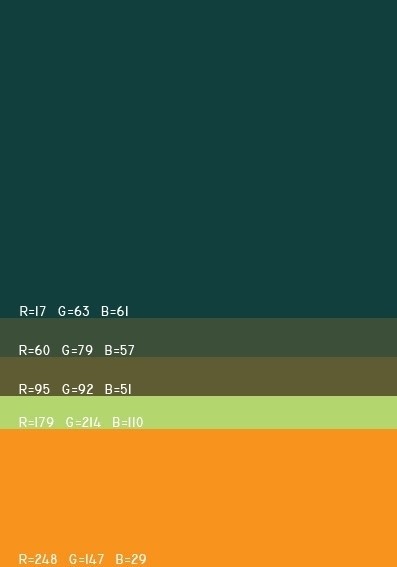 R=17 G=63 B=61
R=60 G=79 B=57
R=95 G=92 B=51
R=179 G=214 B=110
R=248 G=147 B=29